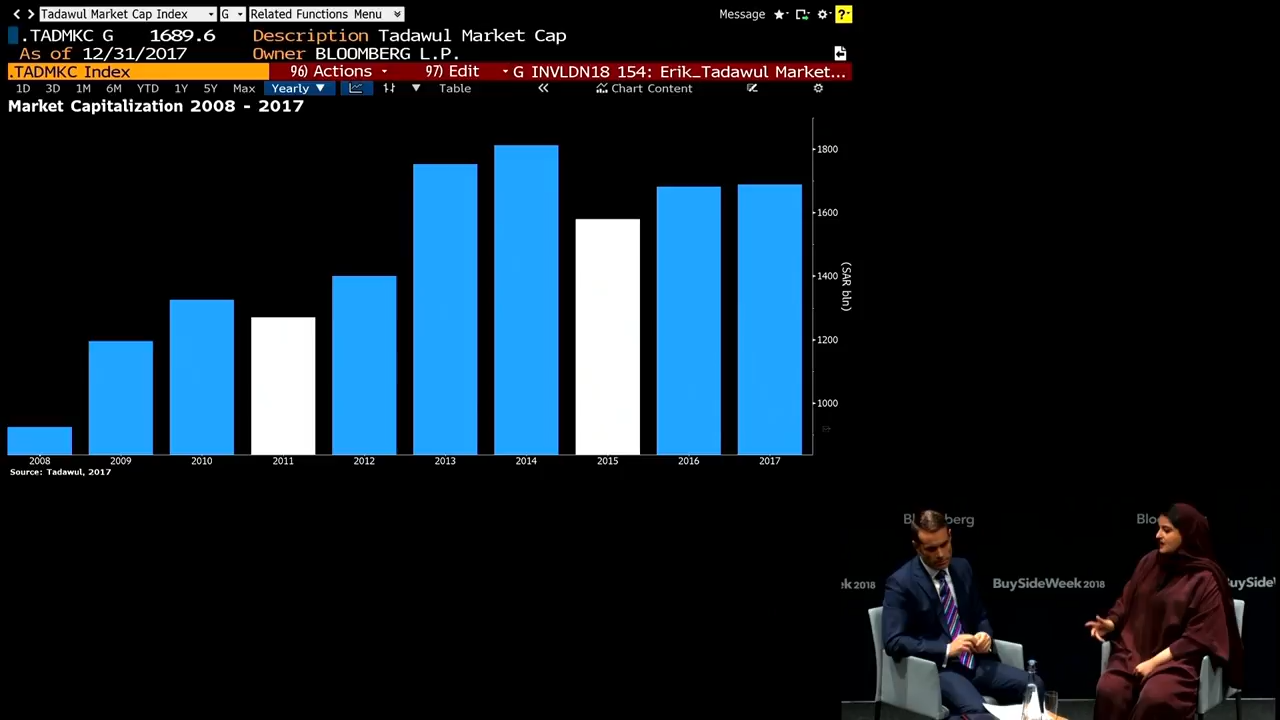 Tadawul Market Cap Index G Related Functions Menu Message ?
.TADMKC G 1689.6 Description Tadawul Market Cap
As of 12/31/2017 Owner BLOOMBERG L.P.
.TADMKC Index 96) Actions 97) Edit G INVLDN18 154: Erik_Tadawul Market...
1D 3D 1M 6M YTD 1Y 5Y Max Yearly Table Chart Content
Market Capitalization 2008 - 2017
1800
1600
1400
(SAR bln)
1200
1000
2008 2009 2010 2011 2012 2013 2014 2015 2016 2017
Source: Tadawul, 2017
ek 2018 BuySideWeek 2018 BuySide